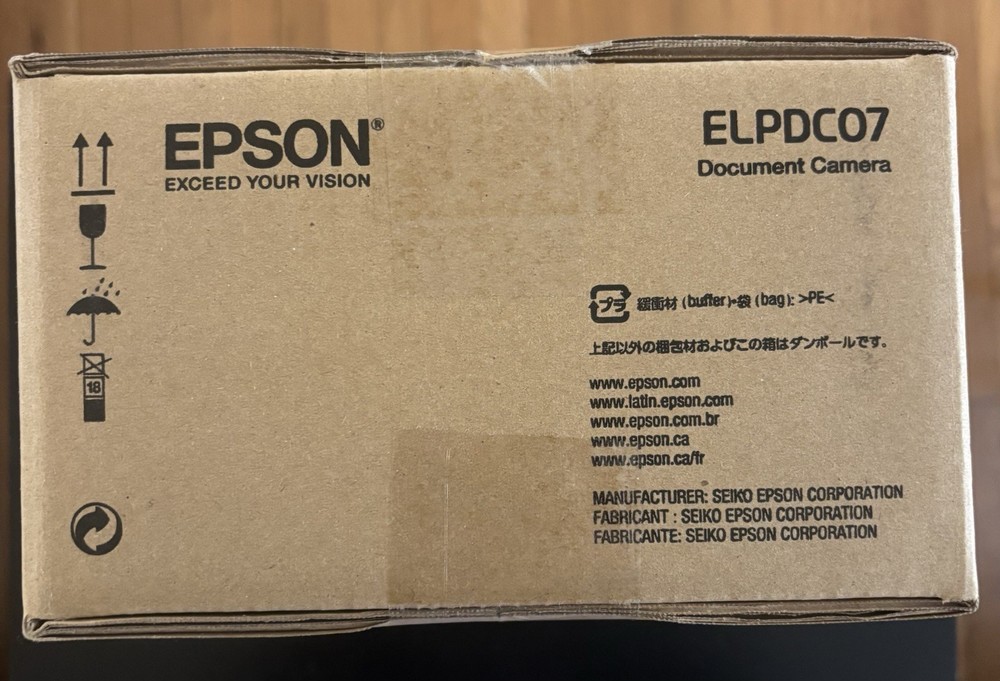 EPSON®
EXCEED YOUR VISION
ELPDC07
Document Camera
プラ 緩衝材 (buffer)・袋 (bag): >PE<
上記以外の梱包材およびこの箱はダンボールです。
18
www.epson.com
www.latin.epson.com
www.epson.com.br
www.epson.ca
www.epson.ca/fr
MANUFACTURER: SEIKO EPSON CORPORATION
FABRICANT : SEIKO EPSON CORPORATION
FABRICANTE: SEIKO EPSON CORPORATION